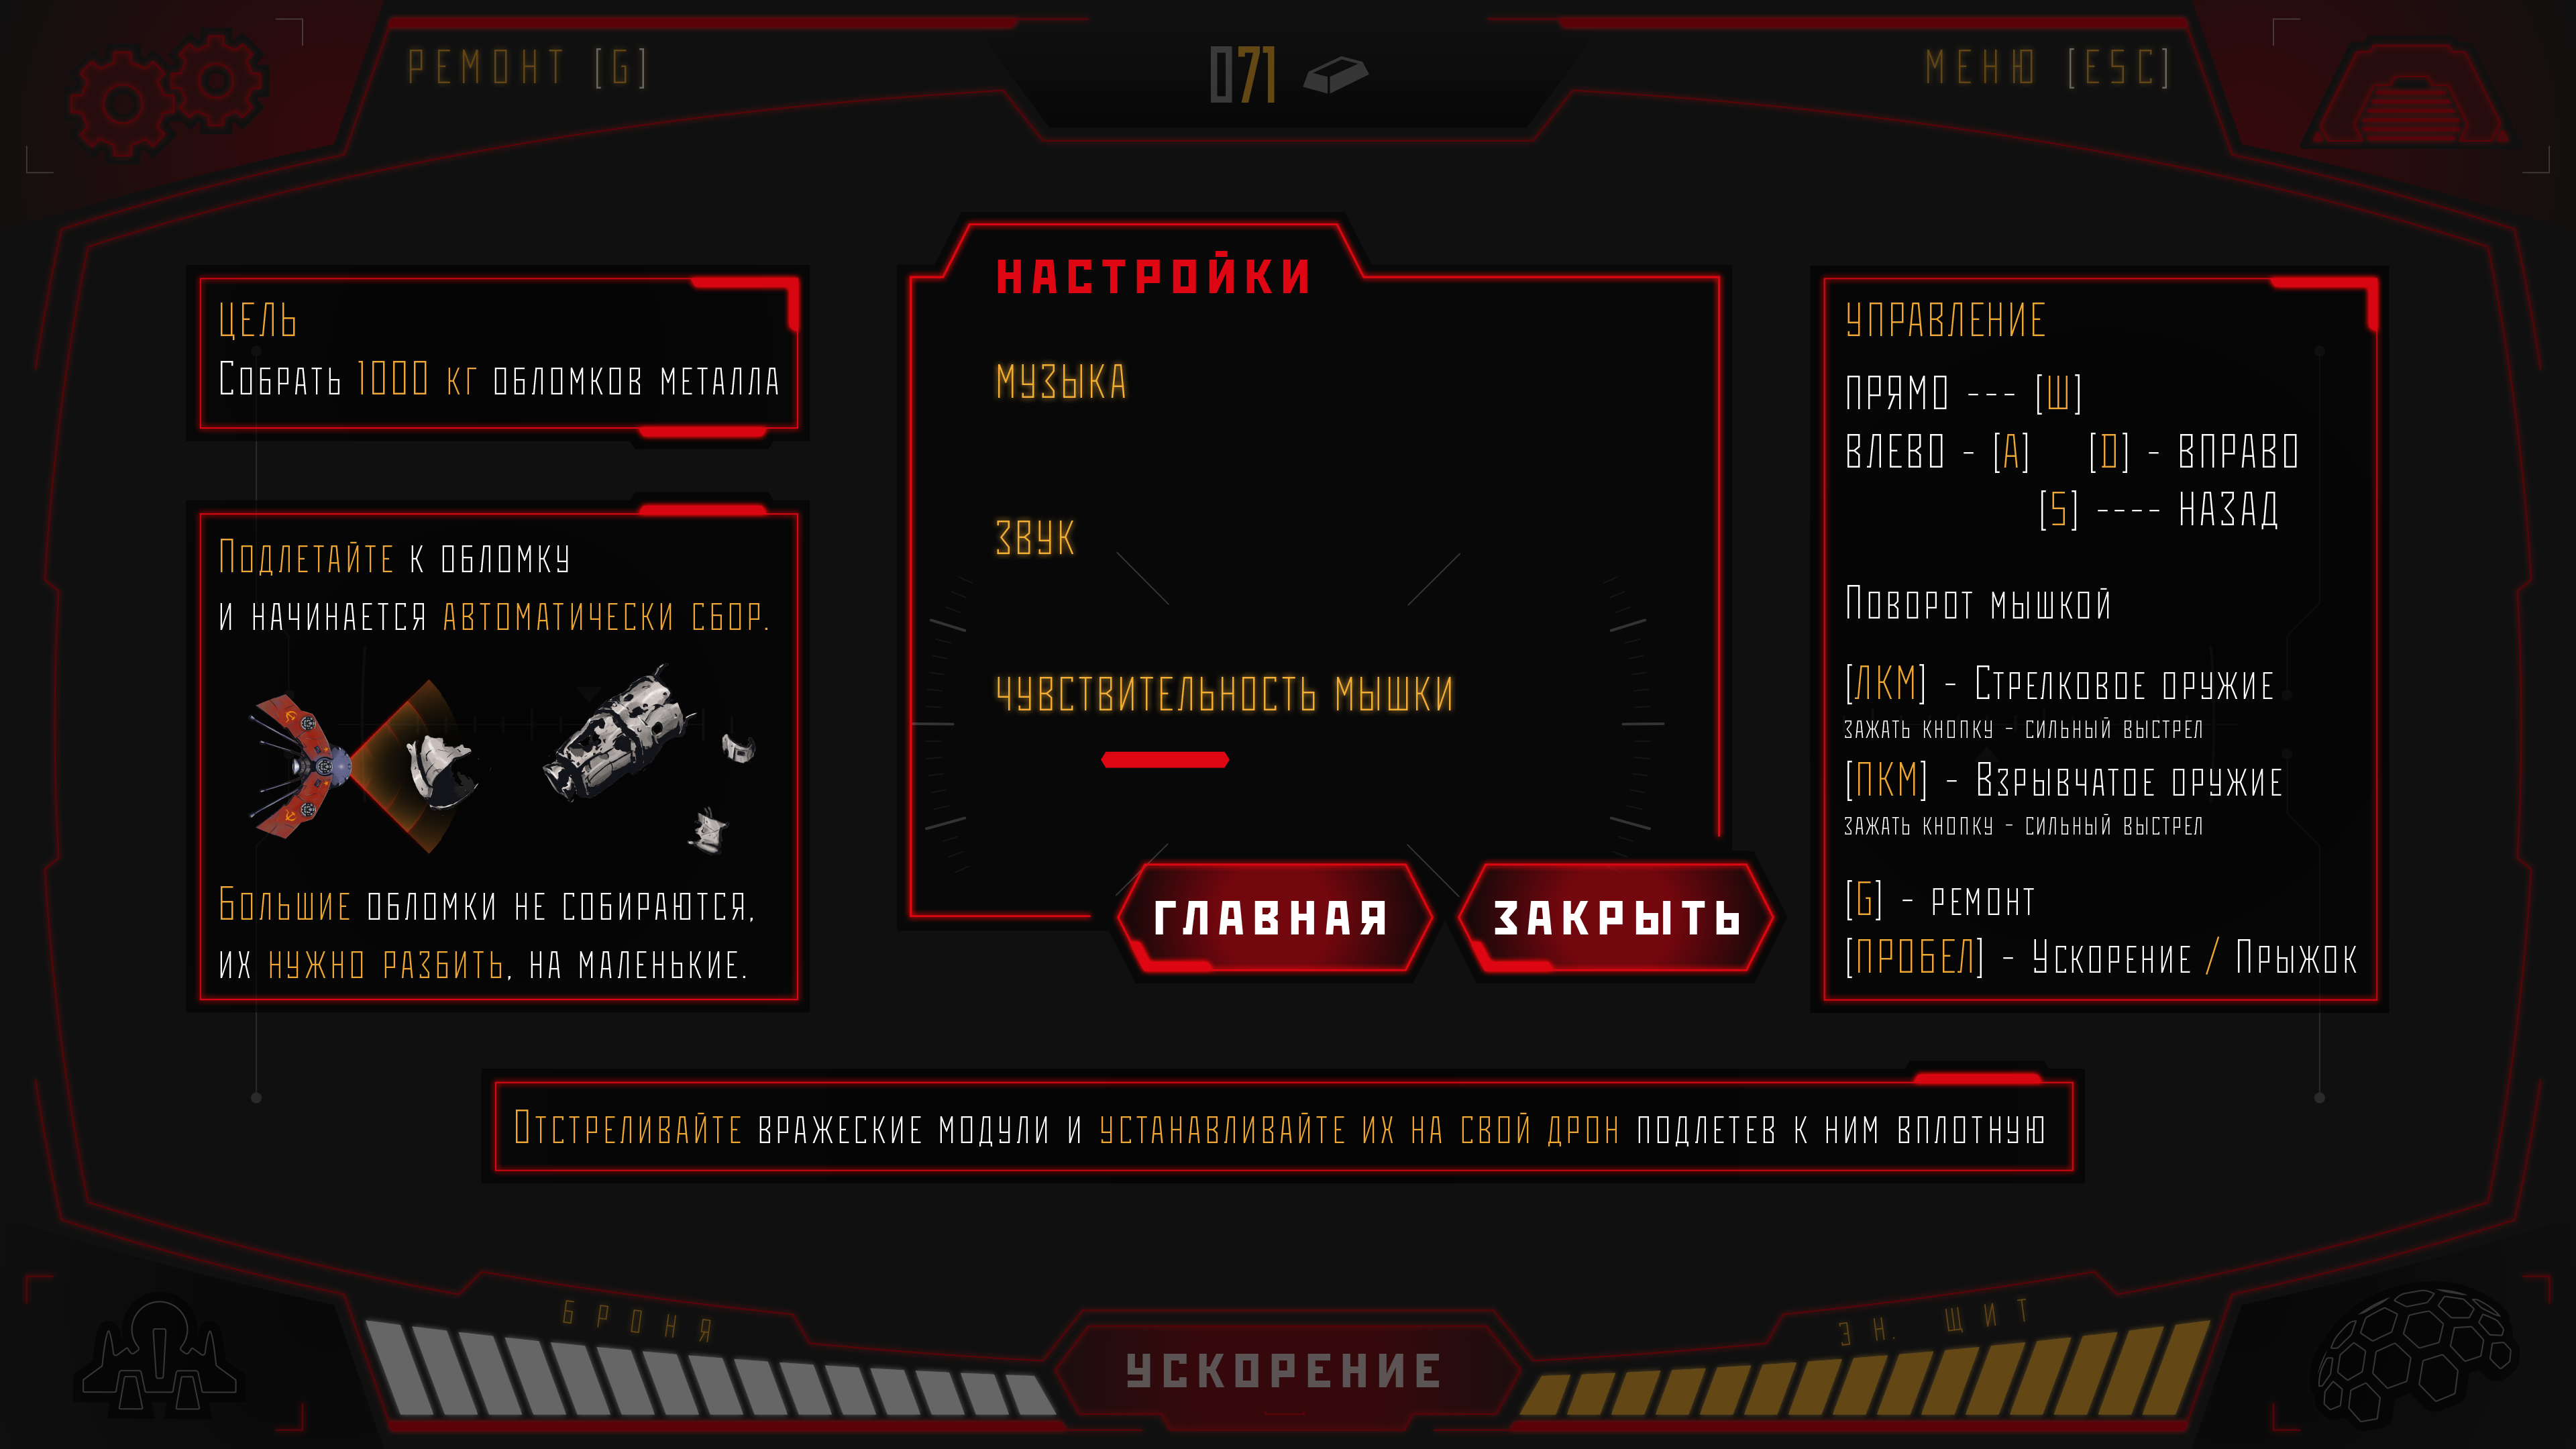 РЕМОНТ [G]
071
МЕНЮ [ESC]
ЦЕЛЬ
Собрать 1000 кг обломков металла
Подлетайте к обломку
и начинается автоматически сбор.
Большие обломки не собираются,
их нужно разбить, на маленькие.
НАСТРОЙКИ
МУЗЫКА
ЗВУК
ЧУВСТВИТЕЛЬНОСТЬ МЫШКИ
ГЛАВНАЯ
ЗАКРЫТЬ
УПРАВЛЕНИЕ
ПРЯМО --- [Ш]
ВЛЕВО - [A] [D] - ВПРАВО
[S] ---- НАЗАД
Поворот мышкой
[ЛКМ] - Стрелковое оружие
зажать кнопку - сильный выстрел
[ПКМ] - Взрывчатое оружие
зажать кнопку - сильный выстрел
[G] - ремонт
[ПРОБЕЛ] - Ускорение / Прыжок
Отстреливайте вражеские модули и устанавливайте их на свой дрон подлетев к ним вплотную
БРОНЯ
УСКОРЕНИЕ
ЭН. ЩИТ